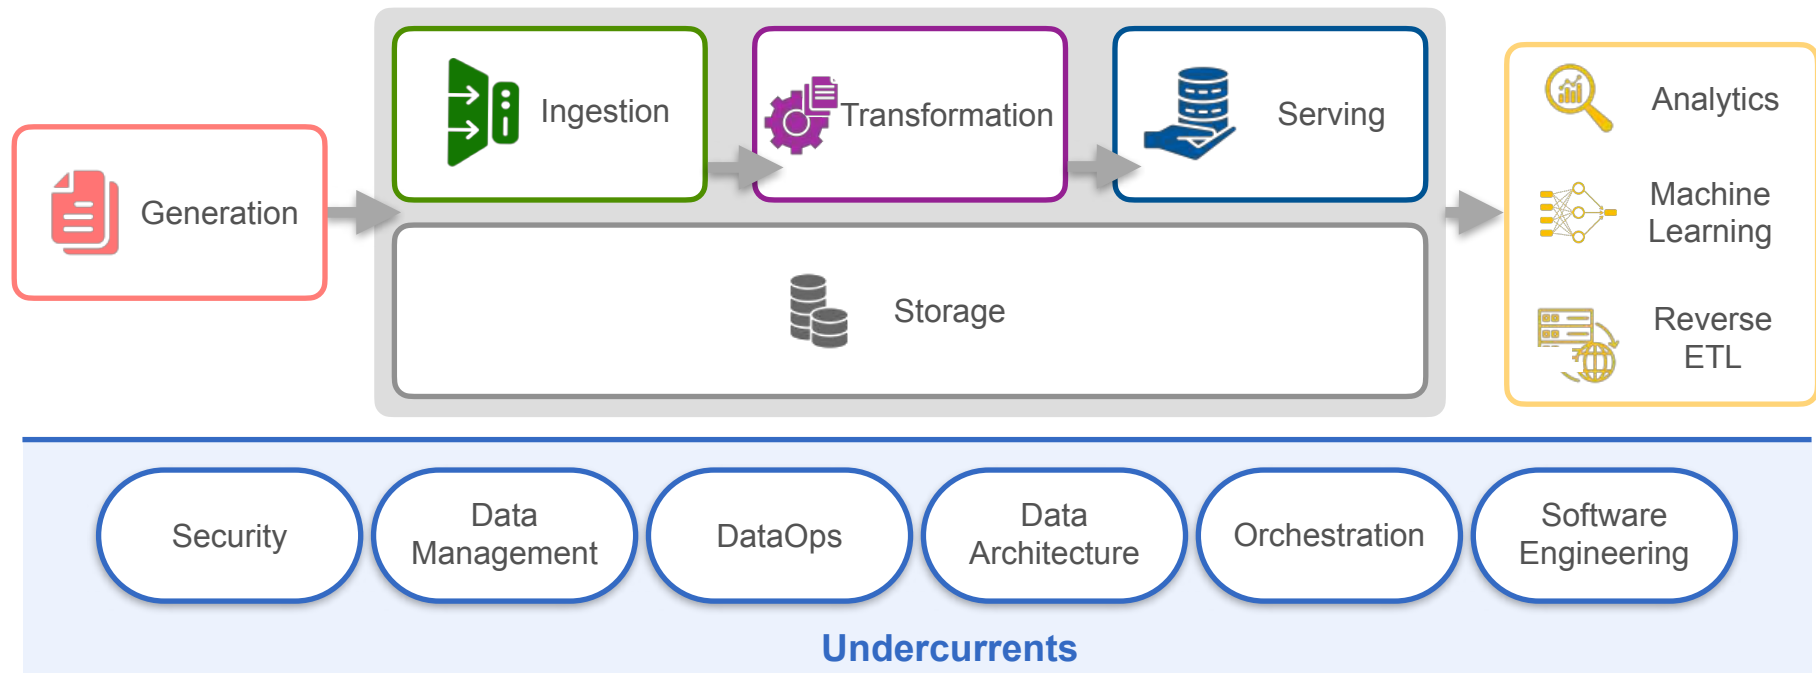 Generation
Ingestion
Transformation
Serving
Storage
Analytics
Machine
Learning
Reverse
ETL
Security
Data
Management
DataOps
Data
Architecture
Orchestration
Software
Engineering
Undercurrents